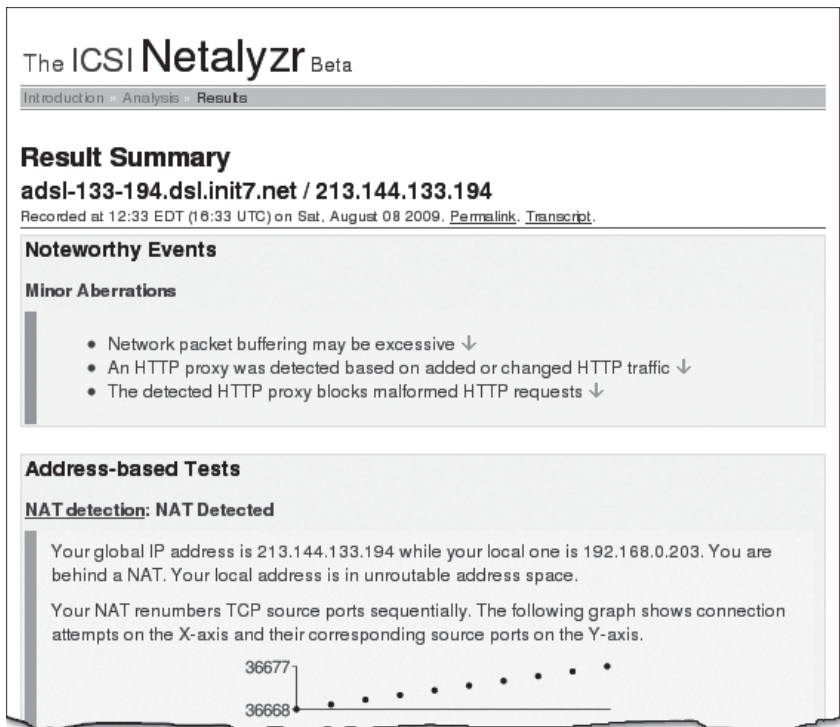 The ICSI Netalyzr Beta
Introduction » Analysis » Results
Result Summary
adsl-133-194.dsl.init7.net / 213.144.133.194
Recorded at 12:33 EDT (16:33 UTC) on Sat, August 08 2009. Permalink. Transcript.
Noteworthy Events
Minor Aberrations
• Network packet buffering may be excessive ↓
• An HTTP proxy was detected based on added or changed HTTP traffic ↓
• The detected HTTP proxy blocks malformed HTTP requests ↓
Address-based Tests
NAT detection: NAT Detected
Your global IP address is 213.144.133.194 while your local one is 192.168.0.203. You are
behind a NAT. Your local address is in unroutable address space.
Your NAT renumbers TCP source ports sequentially. The following graph shows connection
attempts on the X-axis and their corresponding source ports on the Y-axis.
36677
36668